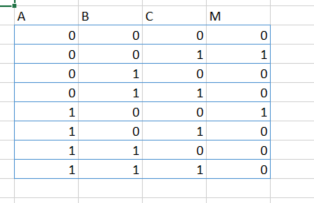 A B C M
0 0 0 0
0 0 1 1
0 1 0 0
0 1 1 0
1 0 0 1
1 0 1 0
1 1 0 0
1 1 1 0